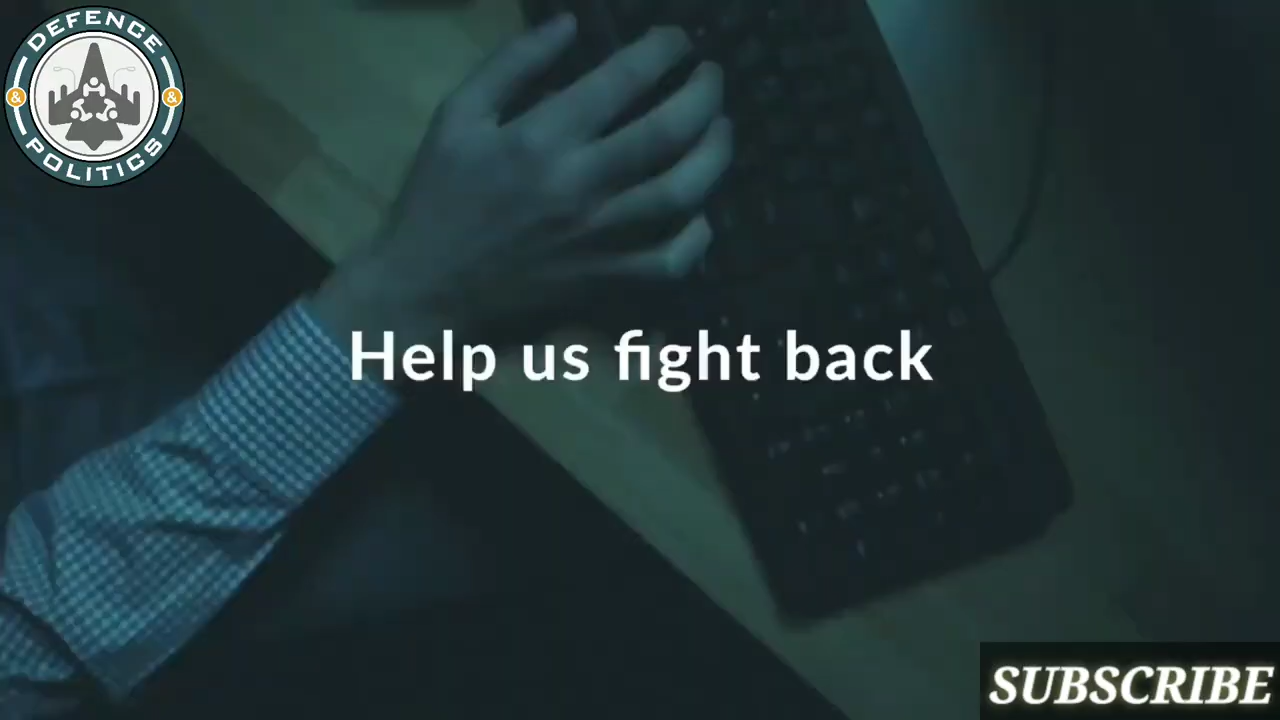 DEFENCE
& &
POLITICS
Help us fight back
SUBSCRIBE